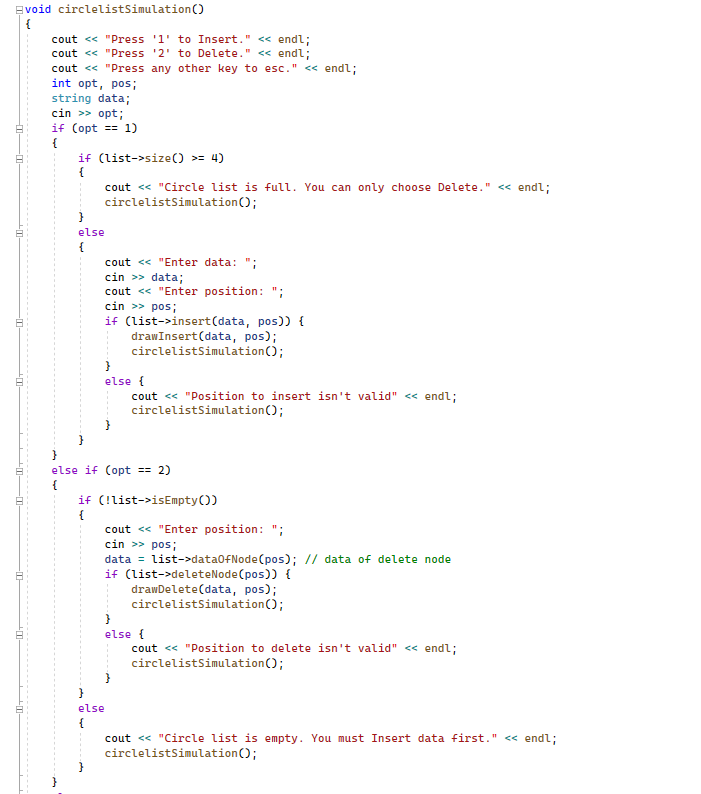 void circlelistSimulation()
{
    cout << "Press '1' to Insert." << endl;
    cout << "Press '2' to Delete." << endl;
    cout << "Press any other key to esc." << endl;
    int opt, pos;
    string data;
    cin >> opt;
    if (opt == 1)
    {
        if (list->size() >= 4)
        {
            cout << "Circle list is full. You can only choose Delete." << endl;
            circlelistSimulation();
        }
        else
        {
            cout << "Enter data: ";
            cin >> data;
            cout << "Enter position: ";
            cin >> pos;
            if (list->insert(data, pos)) {
                drawInsert(data, pos);
                circlelistSimulation();
            }
            else {
                cout << "Position to insert isn't valid" << endl;
                circlelistSimulation();
            }
        }
    }
    else if (opt == 2)
    {
        if (!list->isEmpty())
        {
            cout << "Enter position: ";
            cin >> pos;
            data = list->dataOfNode(pos); // data of delete node
            if (list->deleteNode(pos)) {
                drawDelete(data, pos);
                circlelistSimulation();
            }
            else {
                cout << "Position to delete isn't valid" << endl;
                circlelistSimulation();
            }
        }
        else
        {
            cout << "Circle list is empty. You must Insert data first." << endl;
            circlelistSimulation();
        }
    }